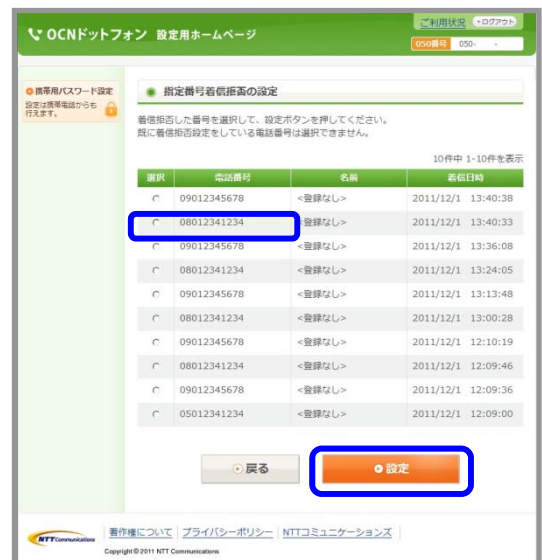 OCNドットフォン 設定用ホームページ
ご利用状況 ログアウト
050番号 050- -
携帯用パスワード設定
設定は携帯電話からも
行えます。
指定番号着信拒否の設定
着信拒否した番号を選択して、設定ボタンを押してください。
既に着信拒否設定をしている電話番号は選択できません。
10件中 1-10件を表示
選択 電話番号 名前 着信日時
09012345678 <登録なし> 2011/12/1 13:40:38
08012341234 <登録なし> 2011/12/1 13:40:33
09012345678 <登録なし> 2011/12/1 13:36:08
08012341234 <登録なし> 2011/12/1 13:24:05
09012345678 <登録なし> 2011/12/1 13:13:48
08012341234 <登録なし> 2011/12/1 13:00:28
09012345678 <登録なし> 2011/12/1 12:10:19
08012341234 <登録なし> 2011/12/1 12:09:46
09012345678 <登録なし> 2011/12/1 12:09:36
05012341234 <登録なし> 2011/12/1 12:09:00
戻る 設定
NTT Communications 著作権について プライバシーポリシー NTTコミュニケーションズ
Copyright © 2011 NTT Communications